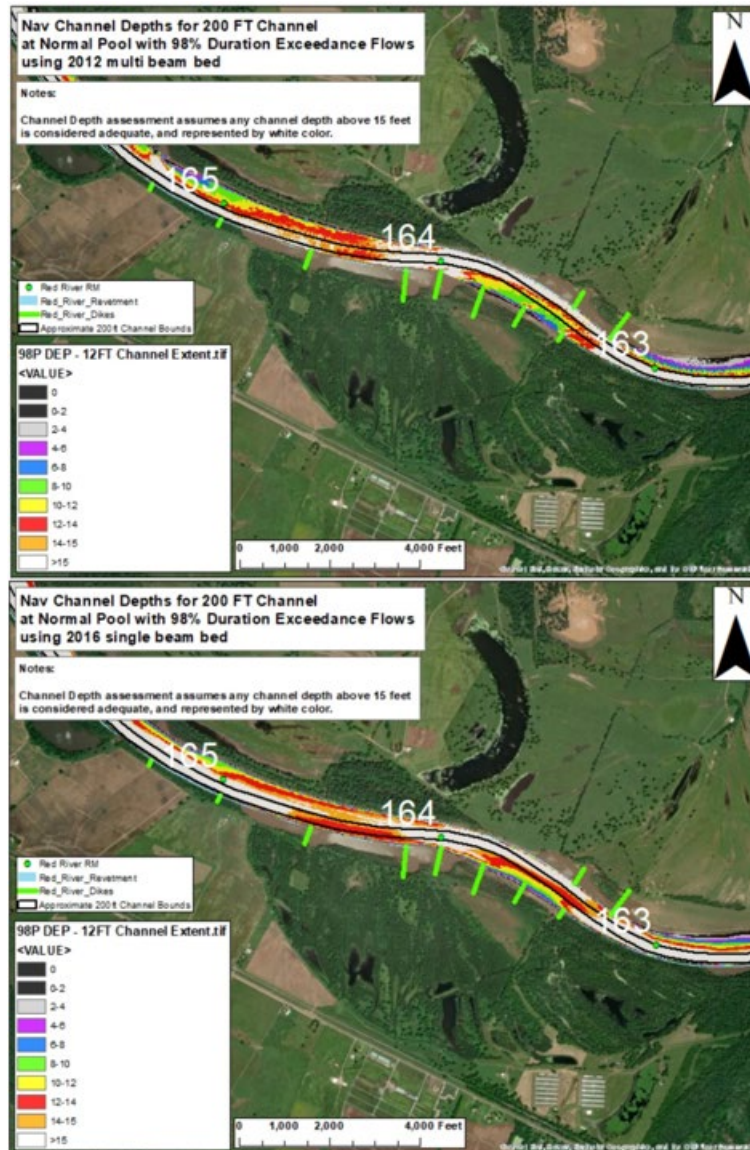 Nav Channel Depths for 200 FT Channel
at Normal Pool with 98% Duration Exceedance Flows
using 2012 multi beam bed
Notes:
Channel Depth assessment assumes any channel depth above 15 feet
is considered adequate, and represented by white color.
N
165
164
163
Red River RM
Red_River_Revetment
Red_River_Dikes
Approximate 200ft Channel Bounds
98P DEP - 12FT Channel Extent.tif
<VALUE>
0
0-2
2-4
4-6
6-8
8-10
10-12
12-14
14-15
>15
0 1,000 2,000 4,000 Feet
Nav Channel Depths for 200 FT Channel
at Normal Pool with 98% Duration Exceedance Flows
using 2016 single beam bed
Notes:
Channel Depth assessment assumes any channel depth above 15 feet
is considered adequate, and represented by white color.
N
165
164
163
Red River RM
Red_River_Revetment
Red_River_Dikes
Approximate 200ft Channel Bounds
98P DEP - 12FT Channel Extent.tif
<VALUE>
0
0-2
2-4
4-6
6-8
8-10
10-12
12-14
14-15
>15
0 1,000 2,000 4,000 Feet